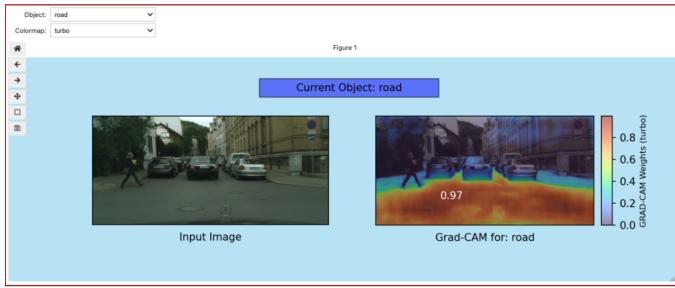 Object: road
Colormap: turbo
Figure 1
Current Object: road
0.97
0.8
0.6
0.4
0.2
0.0
GRAD-CAM Weights (turbo)
Input Image
Grad-CAM for: road